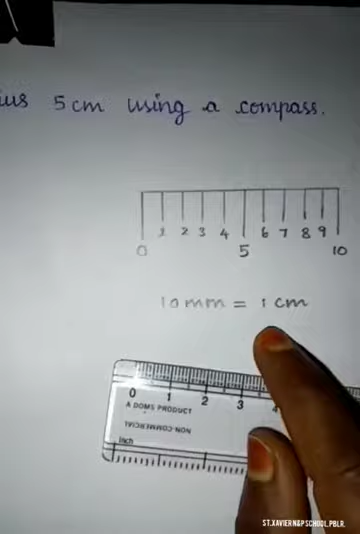 ius 5 cm using a compass.
1 2 3 4 6 7 8 9
0 5 10
10 mm = 1 cm
0 1 2 3 4
A DOMS PRODUCT
NON-COMMERCIAL
Inch
ST.XAVIER N&P SCHOOL,PBLR.